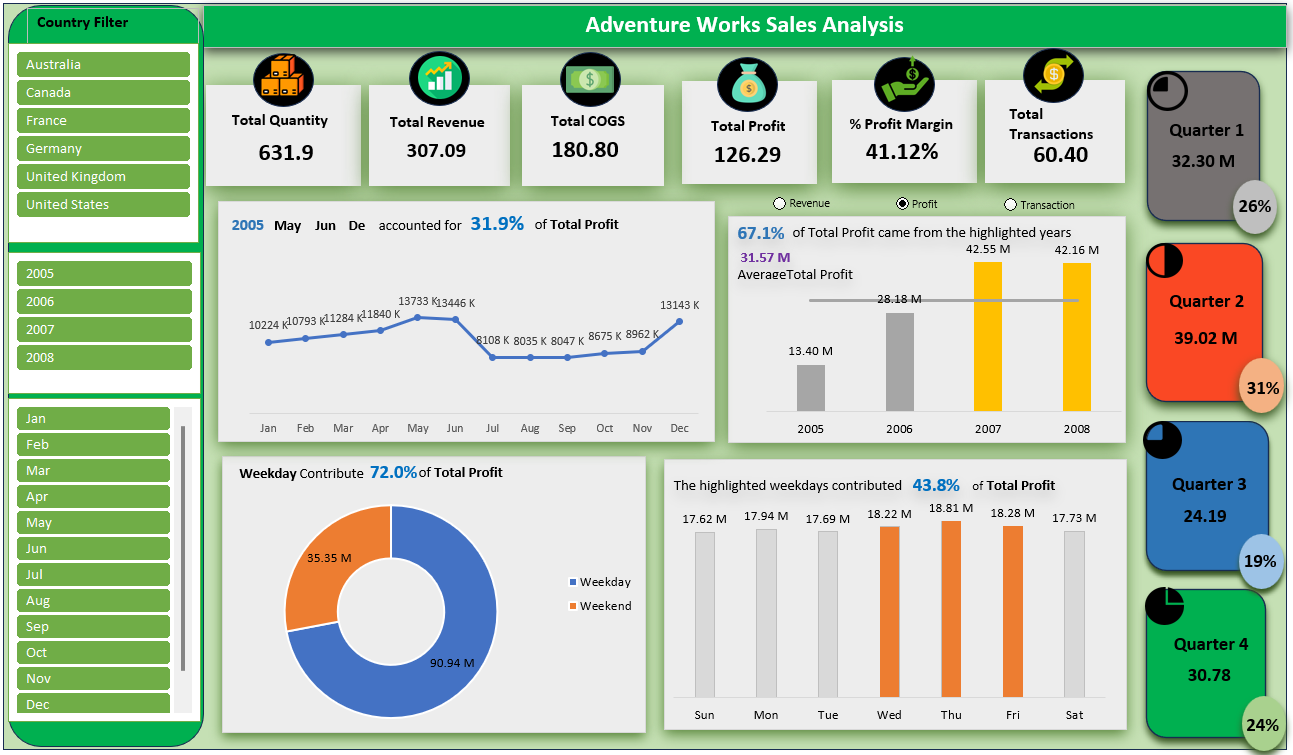 Country Filter
Adventure Works Sales Analysis
Australia
Canada
France
Germany
United Kingdom
United States
2005
2006
2007
2008
Jan
Feb
Mar
Apr
May
Jun
Jul
Aug
Sep
Oct
Nov
Dec
Total Quantity
631.9
Total Revenue
307.09
Total COGS
180.80
Total Profit
126.29
% Profit Margin
41.12%
Total
Transactions
60.40
Revenue
Profit
Transaction
2005 May Jun De accounted for 31.9% of Total Profit
10224 K
10793 K
11284 K
11840 K
13733 K
13446 K
8108 K
8035 K
8047 K
8675 K
8962 K
13143 K
Jan Feb Mar Apr May Jun Jul Aug Sep Oct Nov Dec
67.1% of Total Profit came from the highlighted years
31.57 M
AveraeTotal Profit
13.40 M
28.18 M
42.55 M
42.16 M
2005 2006 2007 2008
Weekday Contribute 72.0% of Total Profit
35.35 M
90.94 M
Weekday
Weekend
The highlighted weekdays contributed 43.8% of Total Profit
17.62 M
17.94 M
17.69 M
18.22 M
18.81 M
18.28 M
17.73 M
Sun Mon Tue Wed Thu Fri Sat
Quarter 1
32.30 M
26%
Quarter 2
39.02 M
31%
Quarter 3
24.19
19%
Quarter 4
30.78
24%